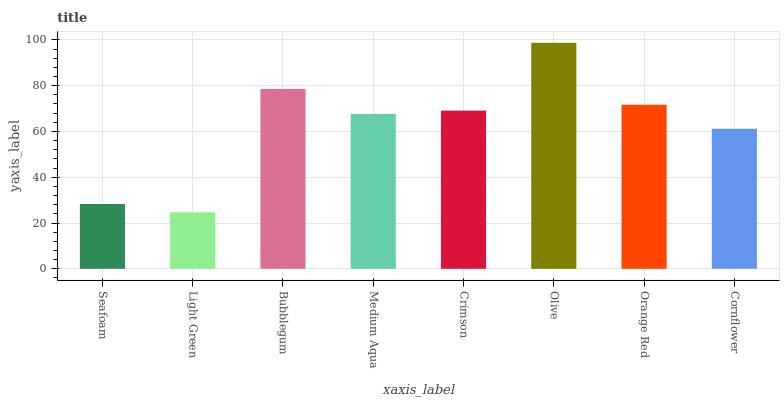 title
yaxis_label
100
80
60
40
20
0
Seafoam
Light Green
Bubblegum
Medium Aqua
Crimson
Olive
Orange Red
Cornflower
xaxis_label